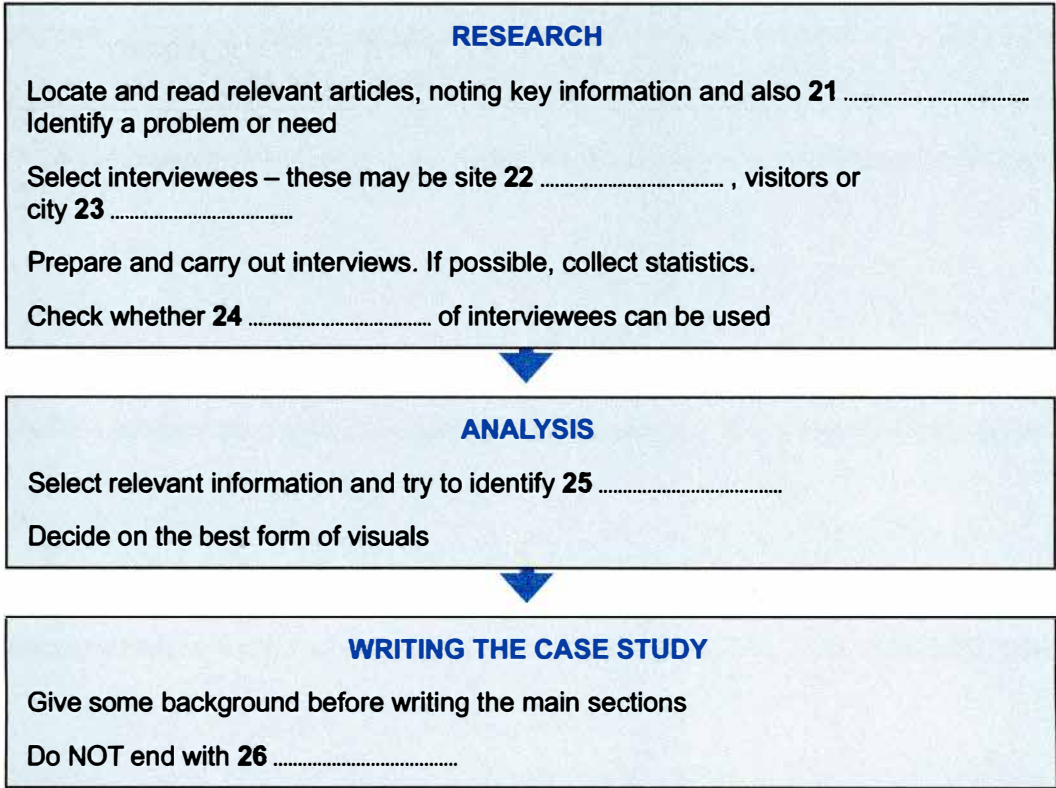 RESEARCH
Locate and read relevant articles, noting key information and also 21 ....................................
Identify a problem or need
Select interviewees – these may be site 22 .................................... , visitors or
city 23 ....................................
Prepare and carry out interviews. If possible, collect statistics.
Check whether 24 .................................... of interviewees can be used
ANALYSIS
Select relevant information and try to identify 25 ....................................
Decide on the best form of visuals
WRITING THE CASE STUDY
Give some background before writing the main sections
Do NOT end with 26 ....................................